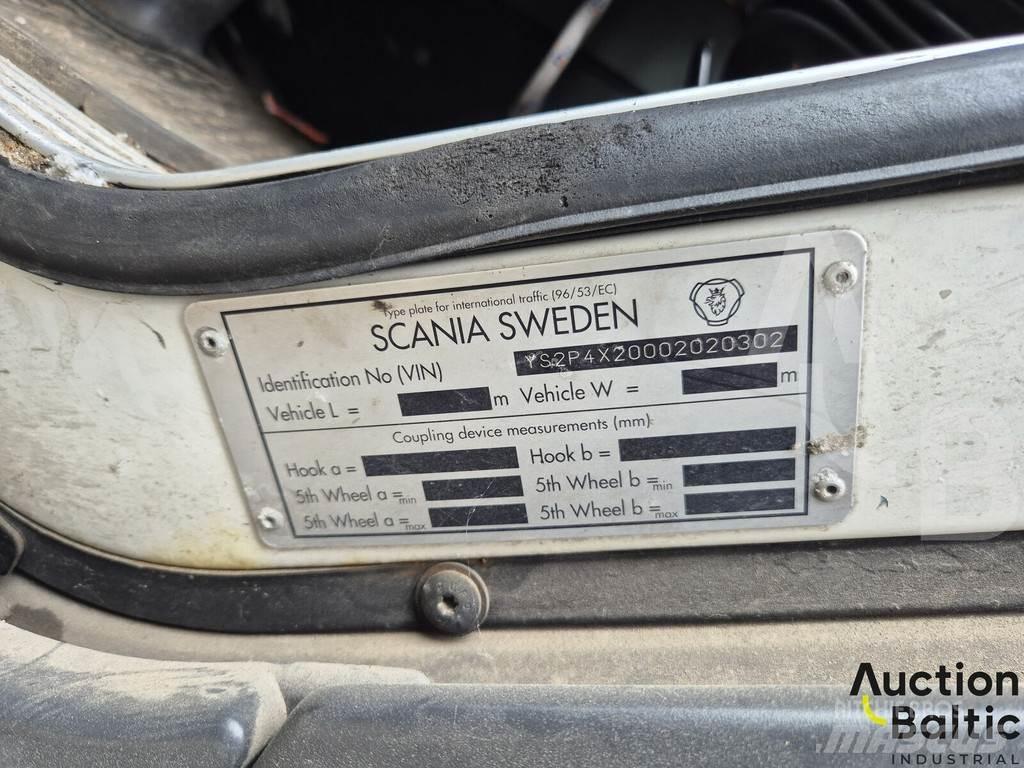 Type plate for international traffic (96/53/EC)
SCANIA SWEDEN
Identification No (VIN) YS2P4X20002020302
Vehicle L = m Vehicle W = m
Coupling device measurements (mm):
Hook a = Hook b =
5th Wheel a =min 5th Wheel b =min
5th Wheel a =max 5th Wheel b =max
Auction
Baltic
INDUSTRIAL